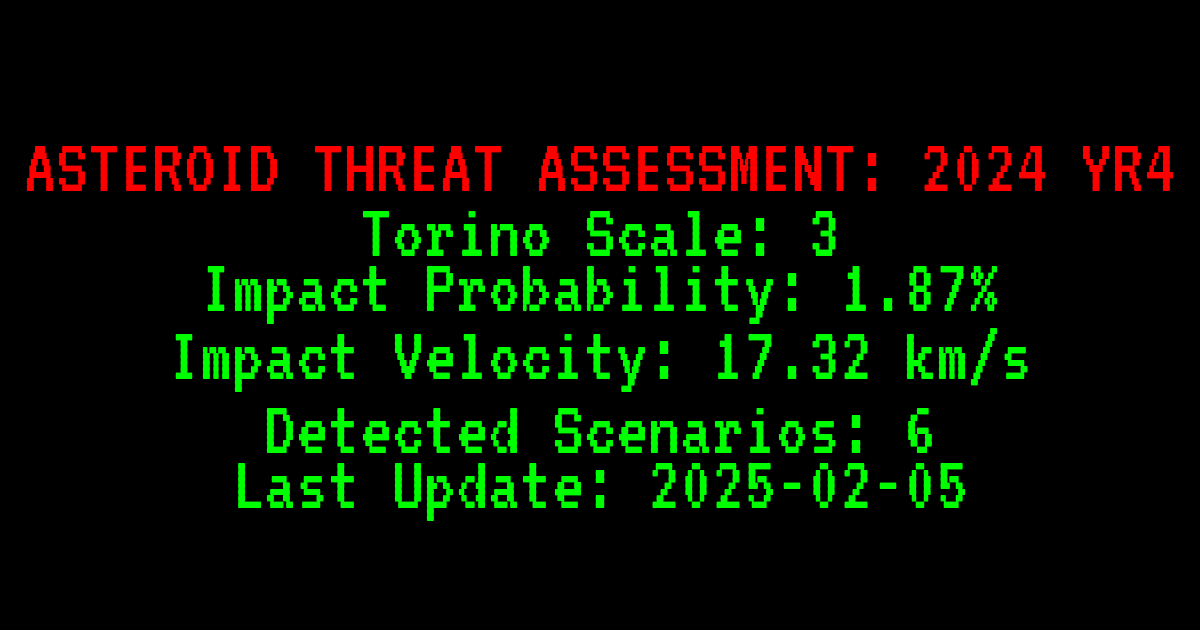 ASTEROID THREAT ASSESSMENT: 2024 YR4
Torino Scale: 3
Impact Probability: 1.87%
Impact Velocity: 17.32 km/s
Detected Scenarios: 6
Last Update: 2025-02-05